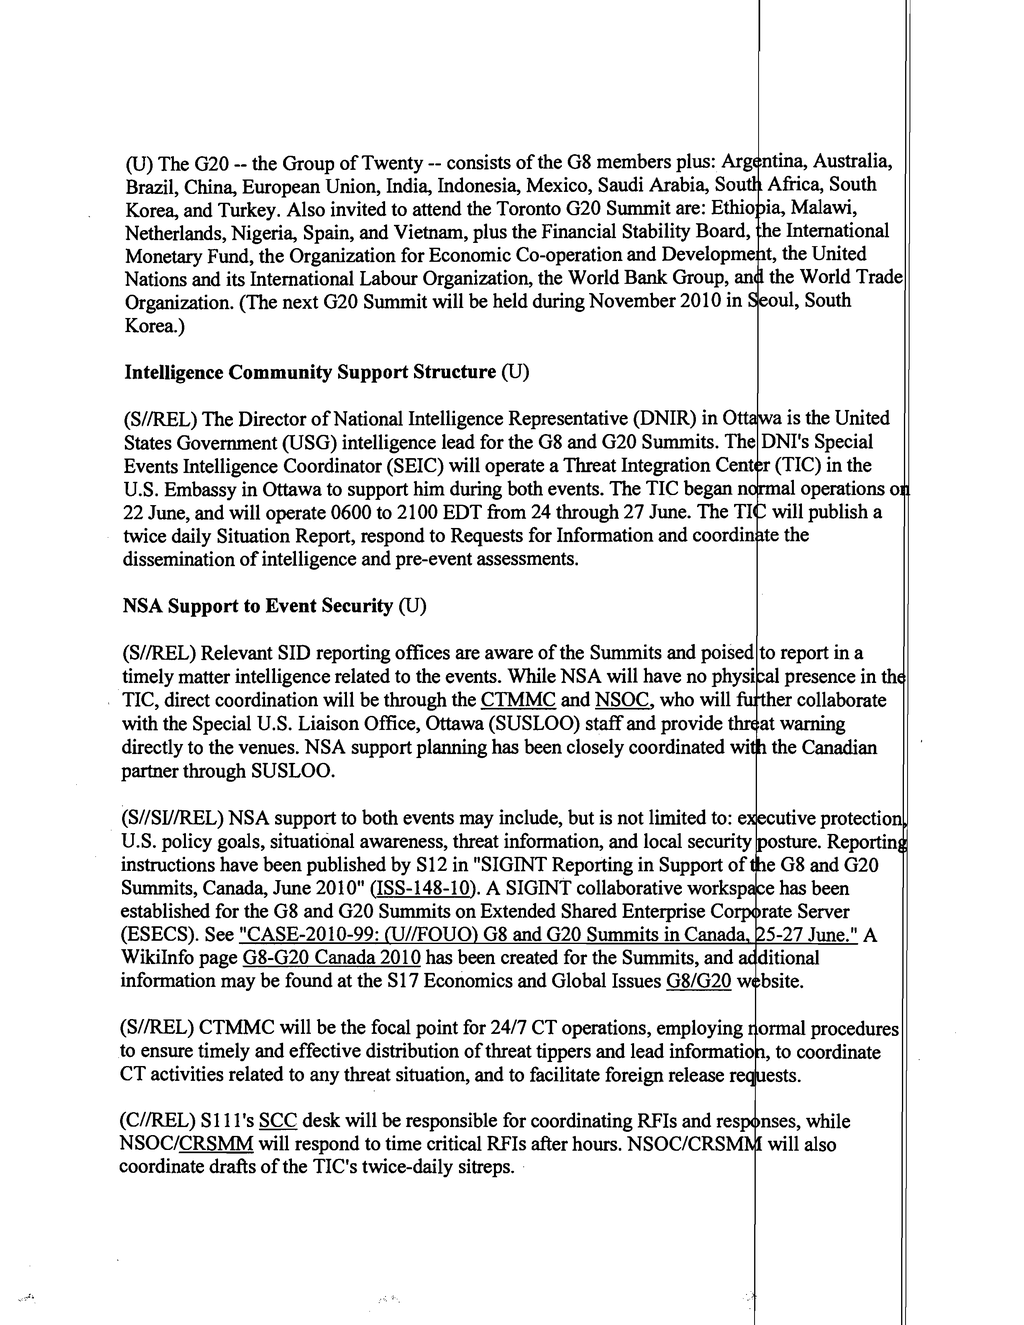 (U) The G20 -- the Group of Twenty -- consists of the G8 members plus: Argentina, Australia,
Brazil, China, European Union, India, Indonesia, Mexico, Saudi Arabia, South Africa, South
Korea, and Turkey. Also invited to attend the Toronto G20 Summit are: Ethiopia, Malawi,
Netherlands, Nigeria, Spain, and Vietnam, plus the Financial Stability Board, the International
Monetary Fund, the Organization for Economic Co-operation and Development, the United
Nations and its International Labour Organization, the World Bank Group, and the World Trade
Organization. (The next G20 Summit will be held during November 2010 in Seoul, South
Korea.)
Intelligence Community Support Structure (U)
(S//REL) The Director of National Intelligence Representative (DNIR) in Ottawa is the United
States Government (USG) intelligence lead for the G8 and G20 Summits. The DNI's Special
Events Intelligence Coordinator (SEIC) will operate a Threat Integration Center (TIC) in the
U.S. Embassy in Ottawa to support him during both events. The TIC began normal operations on
22 June, and will operate 0600 to 2100 EDT from 24 through 27 June. The TIC will publish a
twice daily Situation Report, respond to Requests for Information and coordinate the
dissemination of intelligence and pre-event assessments.
NSA Support to Event Security (U)
(S//REL) Relevant SID reporting offices are aware of the Summits and poised to report in a
timely matter intelligence related to the events. While NSA will have no physical presence in the
TIC, direct coordination will be through the CTMMC and NSOC, who will further collaborate
with the Special U.S. Liaison Office, Ottawa (SUSLOO) staff and provide threat warning
directly to the venues. NSA support planning has been closely coordinated with the Canadian
partner through SUSLOO.
(S//SI//REL) NSA support to both events may include, but is not limited to: executive protection,
U.S. policy goals, situational awareness, threat information, and local security posture. Reporting
instructions have been published by S12 in "SIGINT Reporting in Support of the G8 and G20
Summits, Canada, June 2010" (ISS-148-10). A SIGINT collaborative workspace has been
established for the G8 and G20 Summits on Extended Shared Enterprise Corporate Server
(ESECS). See "CASE-2010-99: (U//FOUO) G8 and G20 Summits in Canada, 25-27 June." A
WikiInfo page G8-G20 Canada 2010 has been created for the Summits, and additional
information may be found at the S17 Economics and Global Issues G8/G20 website.
(S//REL) CTMMC will be the focal point for 24/7 CT operations, employing normal procedures
to ensure timely and effective distribution of threat tippers and lead information, to coordinate
CT activities related to any threat situation, and to facilitate foreign release requests.
(C//REL) S111's SCC desk will be responsible for coordinating RFIs and responses, while
NSOC/CRSMM will respond to time critical RFIs after hours. NSOC/CRSMM will also
coordinate drafts of the TIC's twice-daily sitreps.